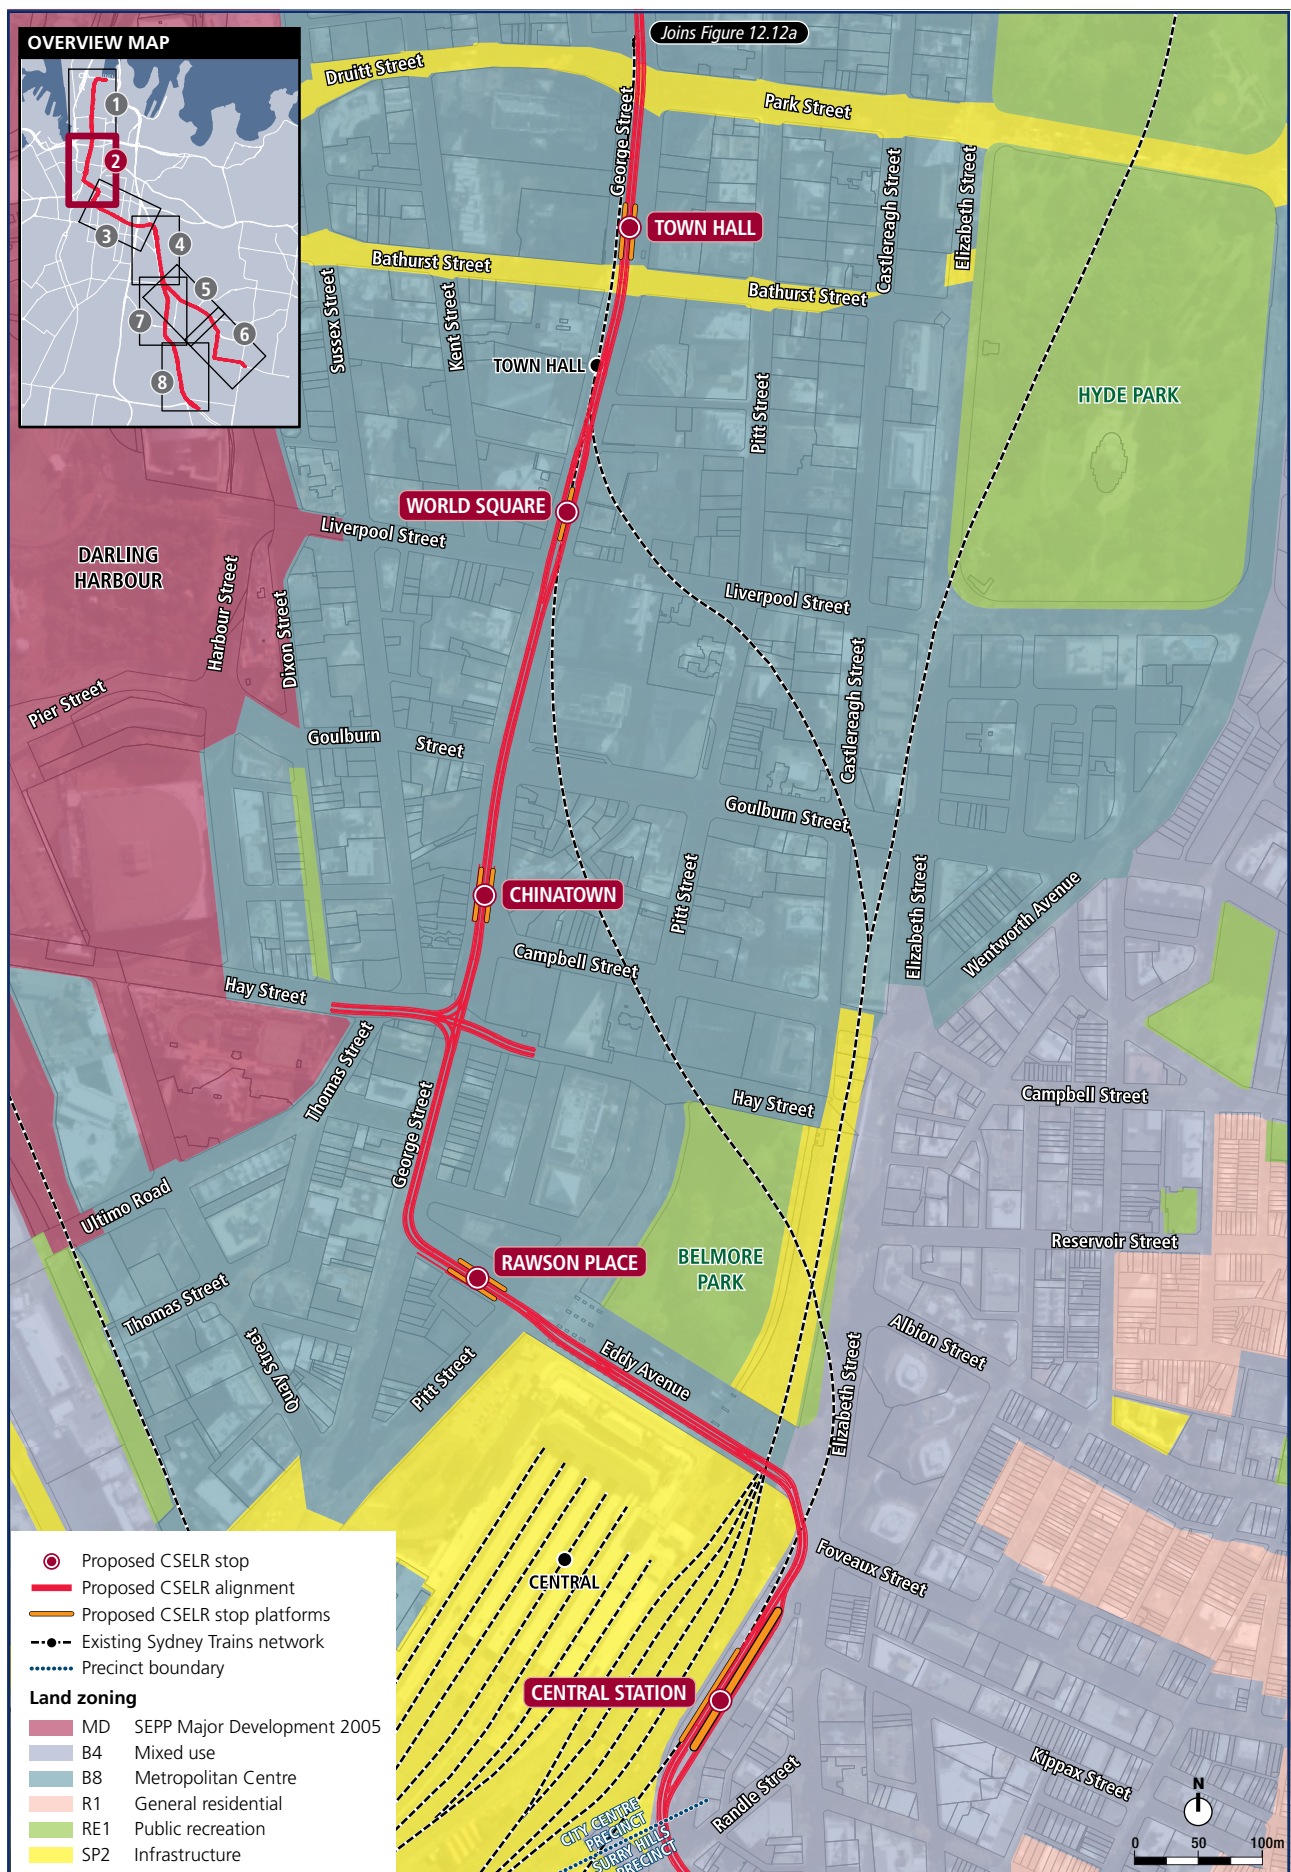 OVERVIEW MAP
1
2
3
4
5
6
7
8
Joins Figure 12.12a
Druitt Street
Park Street
George Street
Castlereagh Street
Elizabeth Street
TOWN HALL
Bathurst Street
Bathurst Street
Sussex Street
Kent Street
TOWN HALL
Pitt Street
HYDE PARK
WORLD SQUARE
Liverpool Street
DARLING
HARBOUR
Harbour Street
Dixon Street
Liverpool Street
Pier Street
Castlereagh Street
Goulburn
Street
Goulburn Street
CHINATOWN
Pitt Street
Elizabeth Street
Wentworth Avenue
Campbell Street
Hay Street
Thomas Street
George Street
Hay Street
Campbell Street
Ultimo Road
Reservoir Street
RAWSON PLACE
BELMORE
PARK
Thomas Street
Quay Street
Pitt Street
Eddy Avenue
Elizabeth Street
Albion Street
CENTRAL
Foveaux Street
CENTRAL STATION
Randle Street
Kippax Street
CITY CENTRE
PRECINCT
SURRY HILLS
PRECINCT
Proposed CSELR stop
Proposed CSELR alignment
Proposed CSELR stop platforms
Existing Sydney Trains network
Precinct boundary
Land zoning
MD SEPP Major Development 2005
B4 Mixed use
B8 Metropolitan Centre
R1 General residential
RE1 Public recreation
SP2 Infrastructure
N
0 50 100m